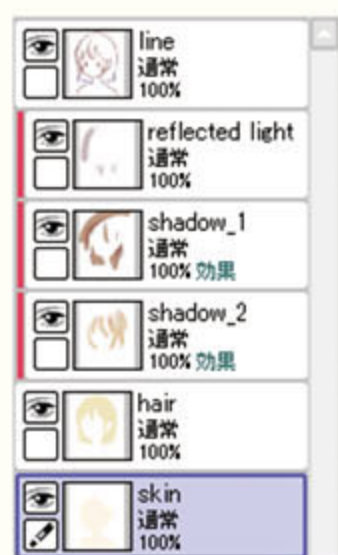 line
通常
100%
reflected light
通常
100%
shadow_1
通常
100% 効果
shadow_2
通常
100% 効果
hair
通常
100%
skin
通常
100%